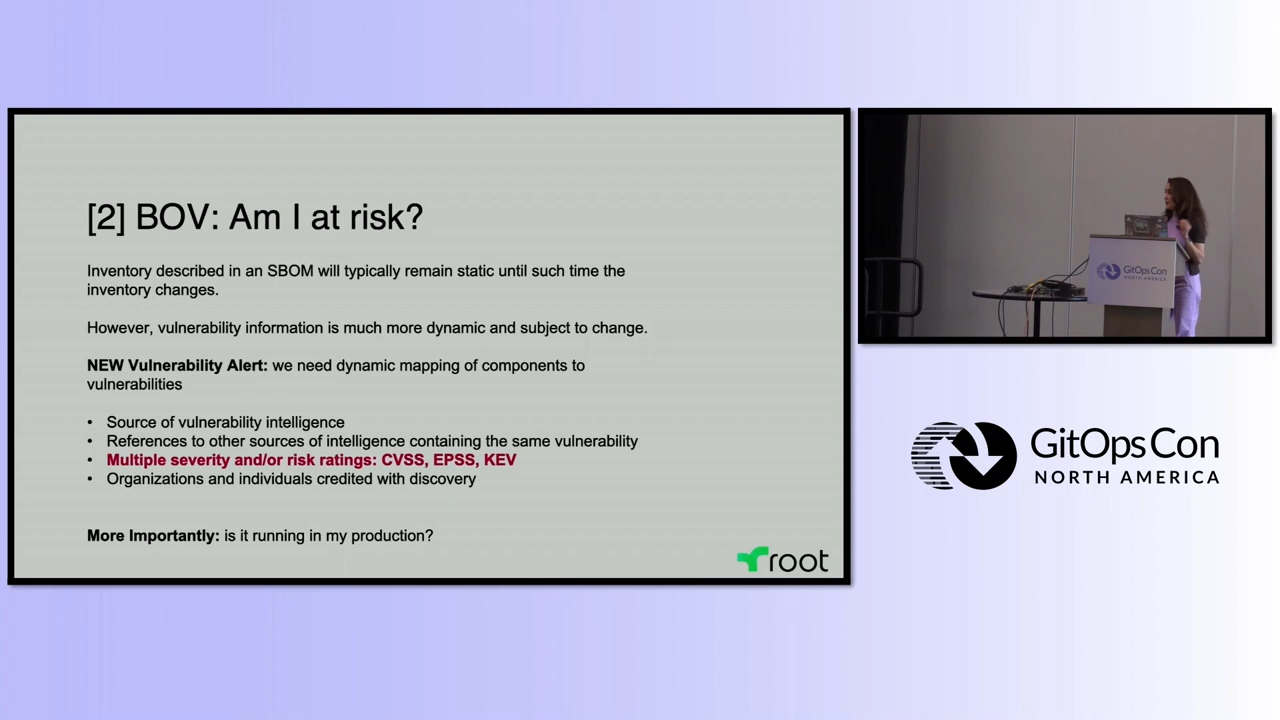 [2] BOV: Am I at risk?
Inventory described in an SBOM will typically remain static until such time the
inventory changes.
However, vulnerability information is much more dynamic and subject to change.
NEW Vulnerability Alert: we need dynamic mapping of components to
vulnerabilities
• Source of vulnerability intelligence
• References to other sources of intelligence containing the same vulnerability
• Multiple severity and/or risk ratings: CVSS, EPSS, KEV
• Organizations and individuals credited with discovery
More Importantly: is it running in my production?
root
GitOpsCon
NORTH AMERICA
GitOpsCon
NORTH AMERICA